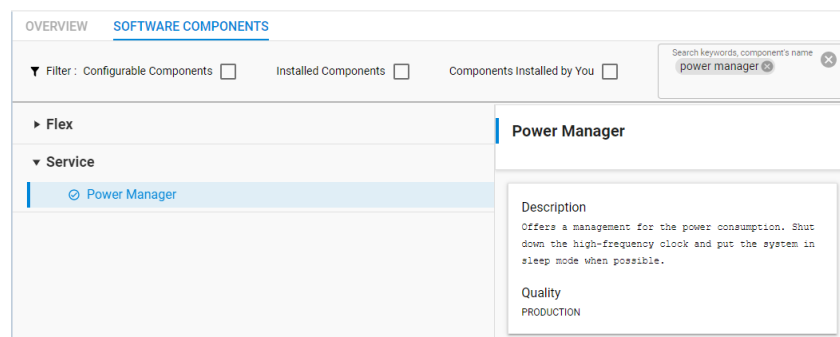 OVERVIEW SOFTWARE COMPONENTS
Filter : Configurable Components Installed Components Components Installed by You
Search keywords, component's name
power manager
Flex
Service
Power Manager
Power Manager
Description
Offers a management for the power consumption. Shut
down the high-frequency clock and put the system in
sleep mode when possible.
Quality
PRODUCTION